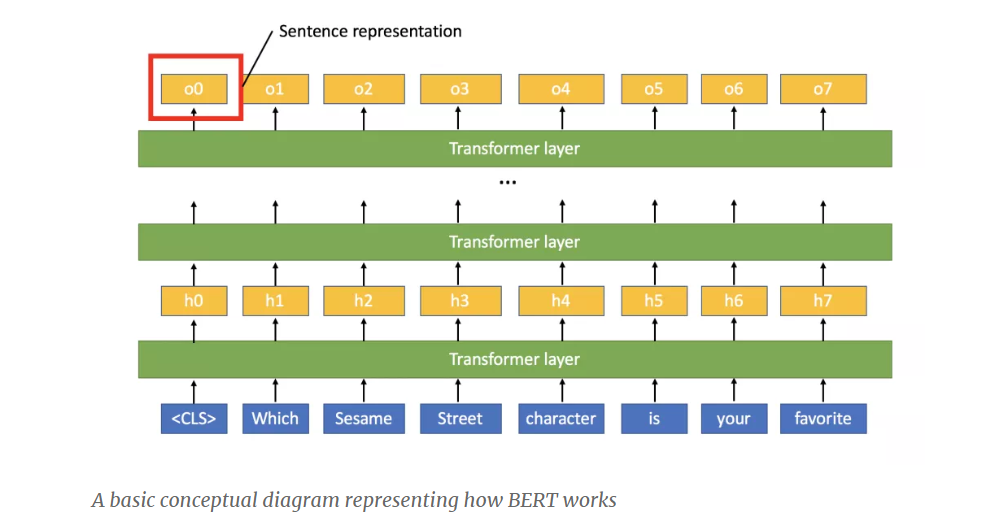 Sentence representation
o0 o1 o2 o3 o4 o5 o6 o7
Transformer layer
...
Transformer layer
h0 h1 h2 h3 h4 h5 h6 h7
Transformer layer
<CLS> Which Sesame Street character is your favorite
A basic conceptual diagram representing how BERT works